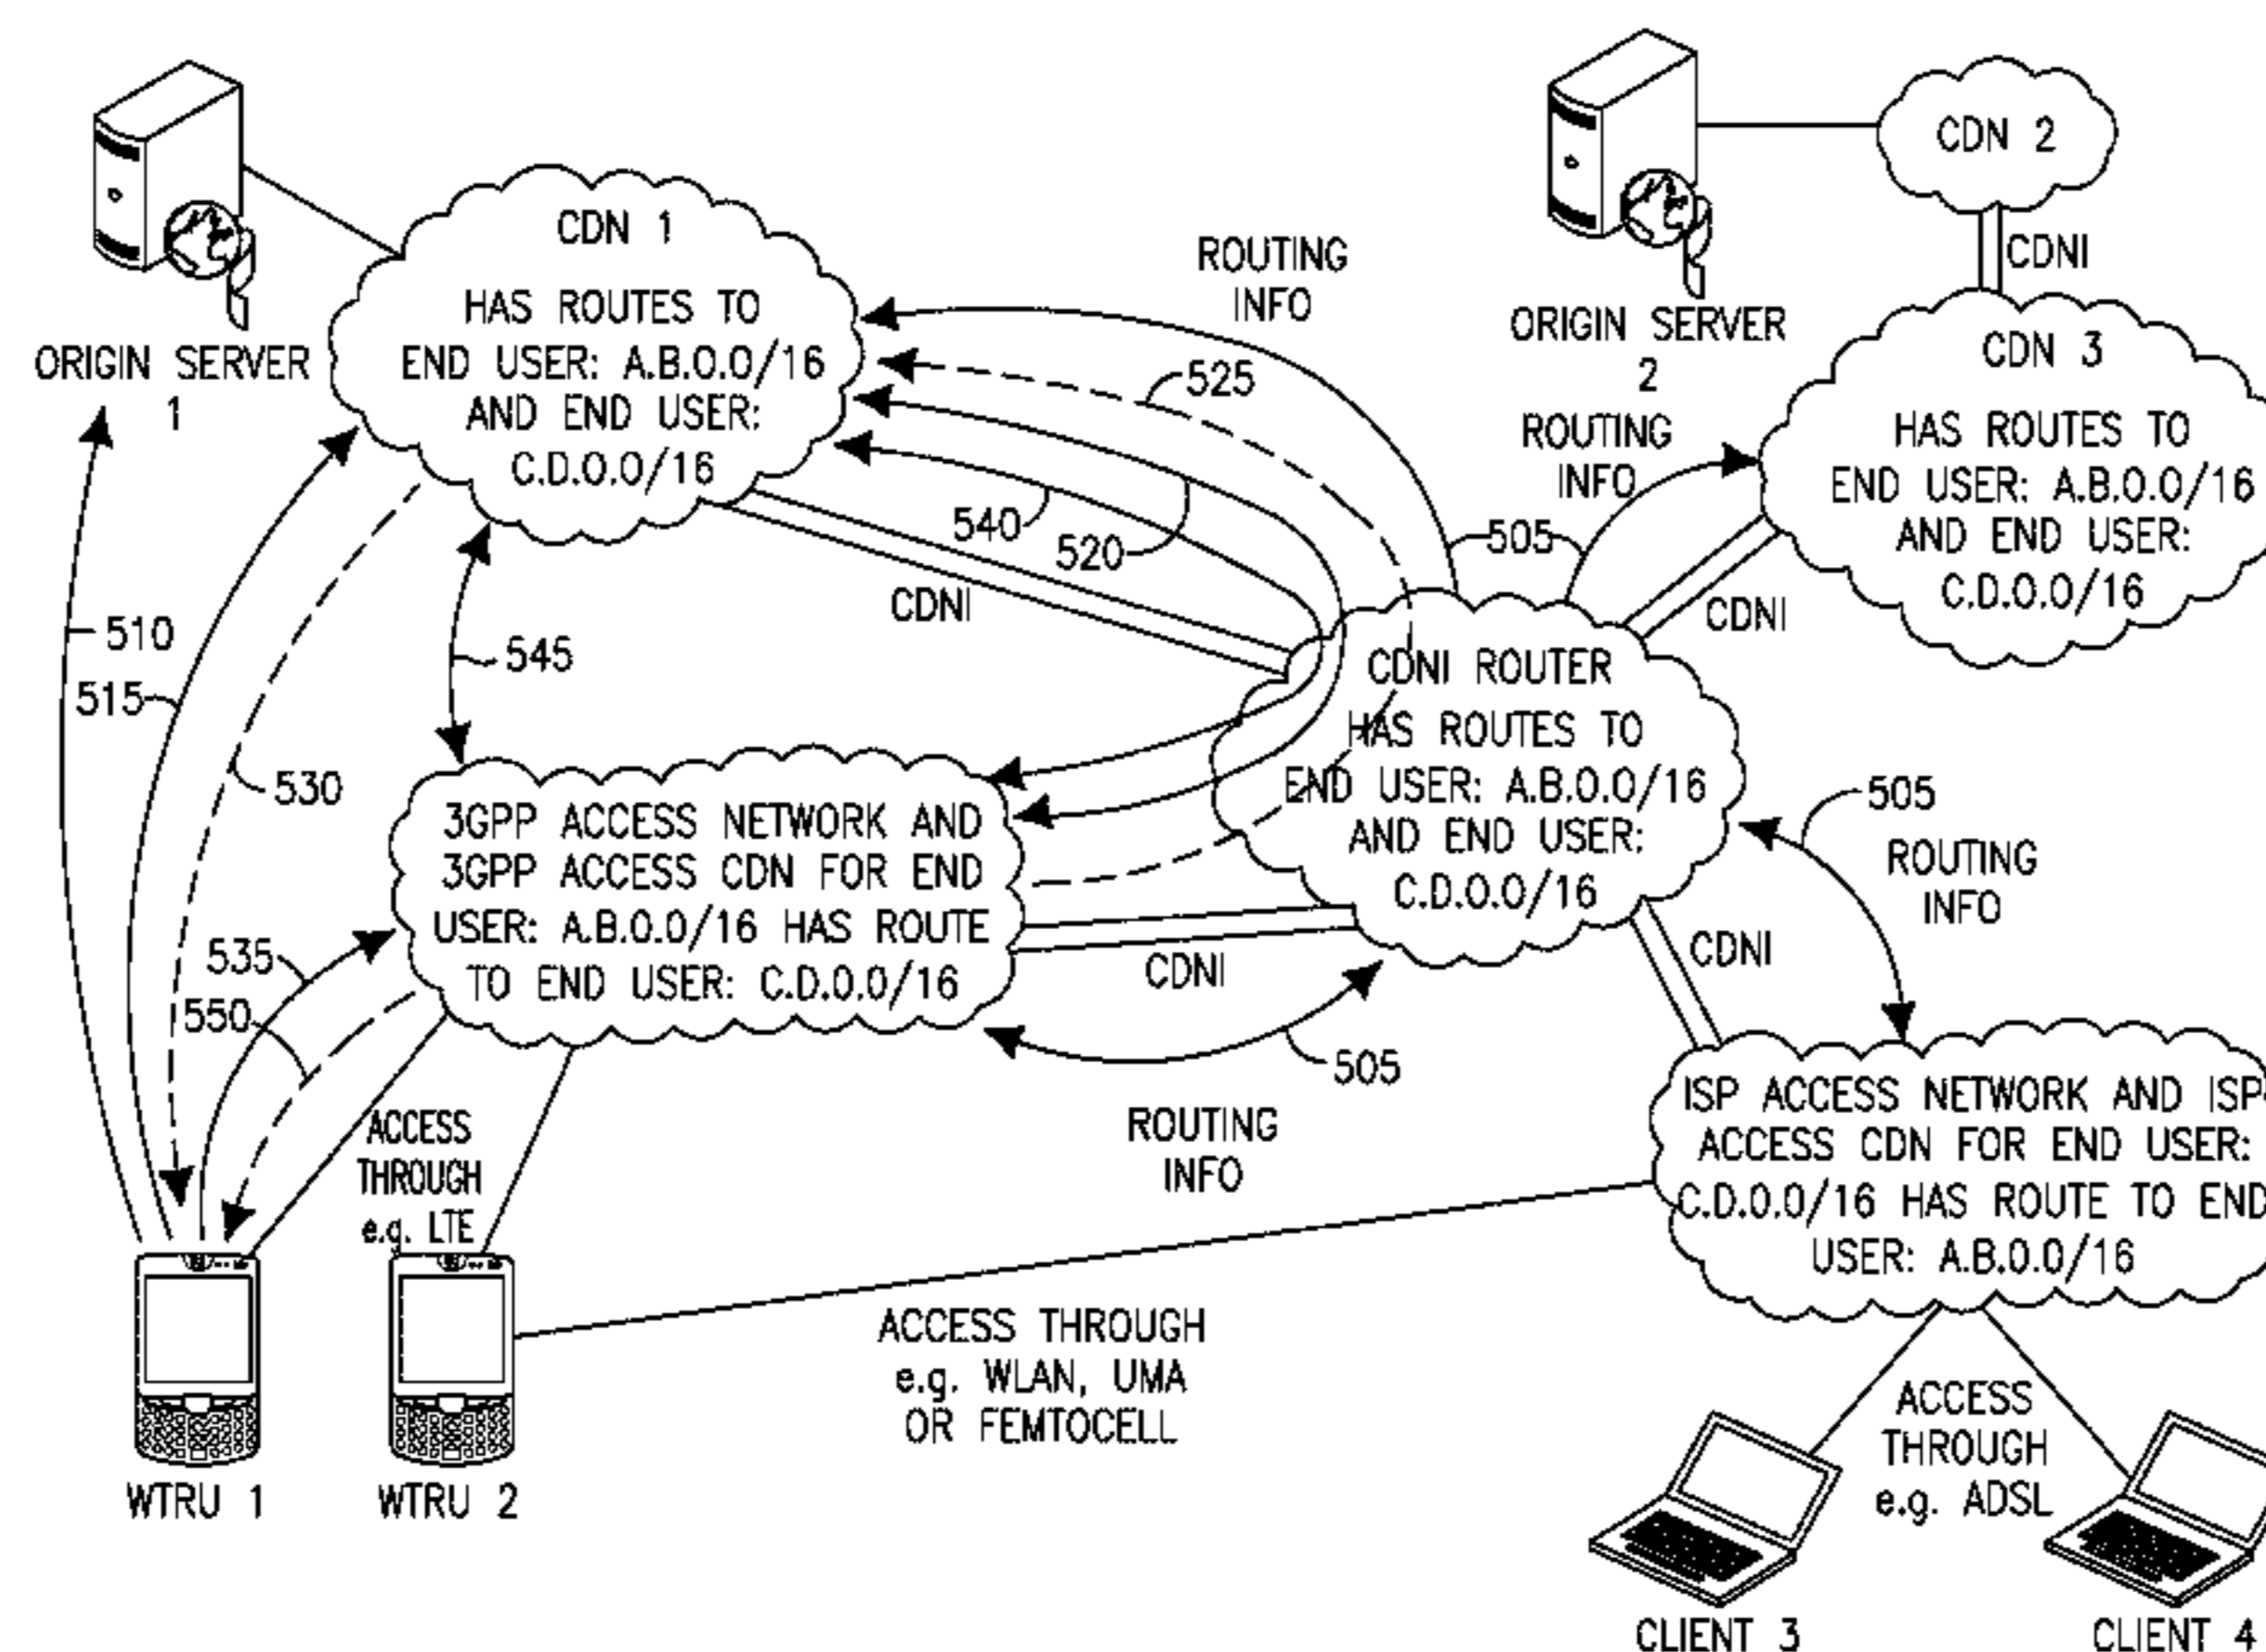 ORIGIN SERVER
1
CDN 1
HAS ROUTES TO
END USER: A.B.0.0/16
AND END USER:
C.D.0.0/16
ROUTING
INFO
ORIGIN SERVER
2
CDN 2
CDNI
CDN 3
HAS ROUTES TO
END USER: A.B.0.0/16
AND END USER:
C.D.0.0/16
ROUTING
INFO
525
540
520
505
CDNI
CDNI
510
515
545
530
CDNI ROUTER
HAS ROUTES TO
END USER: A.B.0.0/16
AND END USER:
C.D.0.0/16
3GPP ACCESS NETWORK AND
3GPP ACCESS CDN FOR END
USER: A.B.0.0/16 HAS ROUTE
TO END USER: C.D.0.0/16
505
ROUTING
INFO
CDNI
CDNI
535
550
505
ROUTING
INFO
ACCESS
THROUGH
e.g. LTE
ISP ACCESS NETWORK AND ISP
ACCESS CDN FOR END USER:
C.D.0.0/16 HAS ROUTE TO END
USER: A.B.0.0/16
ACCESS THROUGH
e.g. WLAN, UMA
OR FEMTOCELL
ACCESS
THROUGH
e.g. ADSL
WTRU 1
WTRU 2
CLIENT 3
CLIENT 4